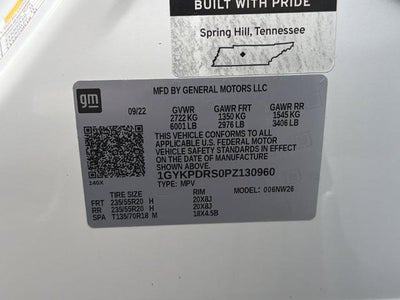 BUILT WITH PRIDE
Spring Hill, Tennessee
gm
MFD BY GENERAL MOTORS LLC
09/22 GVWR GAWR FRT GAWR RR
2722 KG 1350 KG 1545 KG
6001 LB 2976 LB 3406 LB
THIS VEHICLE CONFORMS TO ALL
APPLICABLE U.S. FEDERAL MOTOR
VEHICLE SAFETY STANDARDS IN
EFFECT ON THE DATE OF
MANUFACTURE SHOWN ABOVE.
1GYKPDRS0PZ130960
TYPE: MPV MODEL: 006NW26
240X
TIRE SIZE RIM
FRT 235/55R20 H 20X8J
RR 235/55R20 H 20X8J
SPA T135/70R18 M 18X4.5B